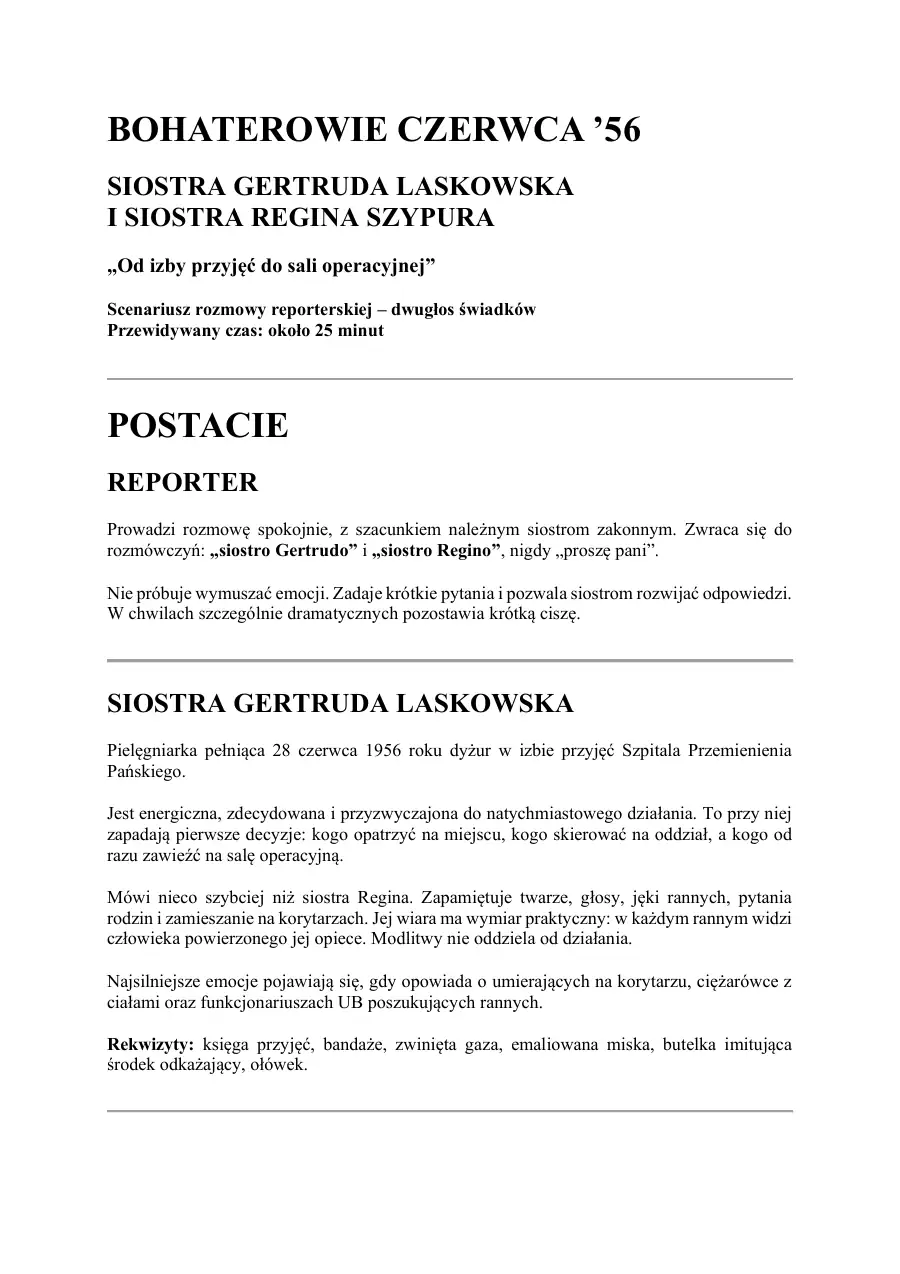 BOHATEROWIE CZERWCA ’56
SIOSTRA GERTRUDA LASKOWSKA
I SIOSTRA REGINA SZYPURA
„Od izby przyjęć do sali operacyjnej”
Scenariusz rozmowy reporterskiej – dwugłos świadków
Przewidywany czas: około 25 minut
POSTACIE
REPORTER
Prowadzi rozmowę spokojnie, z szacunkiem należnym siostrom zakonnym. Zwraca się do
rozmówczyń: „siostro Gertrudo” i „siostro Regino”, nigdy „proszę pani”.
Nie próbuje wymuszać emocji. Zadaje krótkie pytania i pozwala siostrom rozwijać odpowiedzi.
W chwilach szczególnie dramatycznych pozostawia krótką ciszę.
SIOSTRA GERTRUDA LASKOWSKA
Pielęgniarka pełniąca 28 czerwca 1956 roku dyżur w izbie przyjęć Szpitala Przemienienia
Pańskiego.
Jest energiczna, zdecydowana i przyzwyczajona do natychmiastowego działania. To przy niej
zapadają pierwsze decyzje: kogo opatrzyć na miejscu, kogo skierować na oddział, a kogo od
razu zawieźć na salę operacyjną.
Mówi nieco szybciej niż siostra Regina. Zapamiętuje twarze, głosy, jęki rannych, pytania
rodzin i zamieszanie na korytarzach. Jej wiara ma wymiar praktyczny: w każdym rannym widzi
człowieka powierzonego jej opiece. Modlitwy nie oddziela od działania.
Najsilniejsze emocje pojawiają się, gdy opowiada o umierających na korytarzu, ciężarówce z
ciałami oraz funkcjonariuszach UB poszukujących rannych.
Rekwizyty: księga przyjęć, bandaże, zwinięta gaza, emaliowana miska, butelka imitująca
środek odkażający, ołówek.